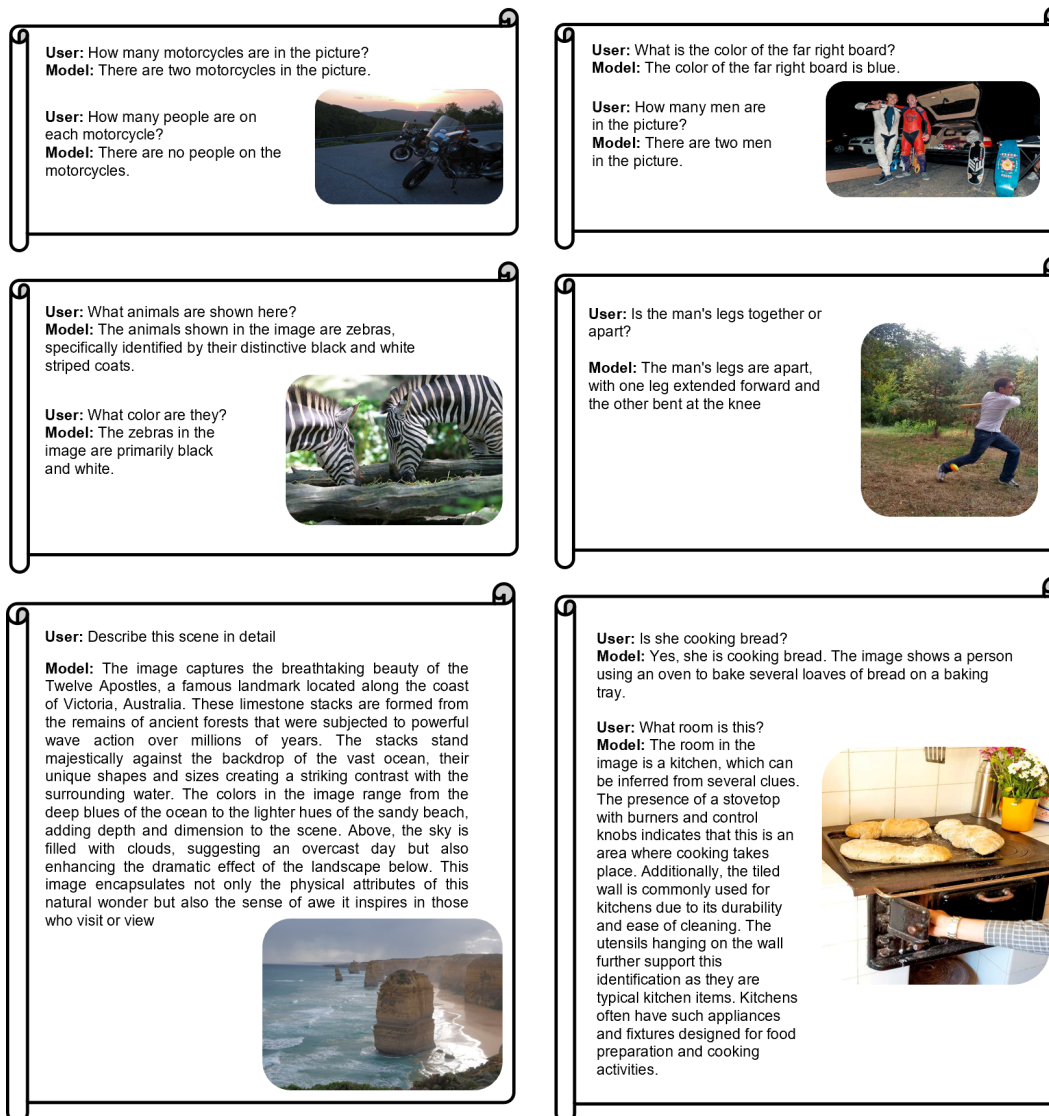 User: How many motorcycles are in the picture?
Model: There are two motorcycles in the picture.
User: How many people are on
each motorcycle?
Model: There are no people on the
motorcycles.
User: What is the color of the far right board?
Model: The color of the far right board is blue.
User: How many men are
in the picture?
Model: There are two men
in the picture.
User: What animals are shown here?
Model: The animals shown in the image are zebras,
specifically identified by their distinctive black and white
striped coats.
User: What color are they?
Model: The zebras in the
image are primarily black
and white.
User: Is the man's legs together or
apart?
Model: The man's legs are apart,
with one leg extended forward and
the other bent at the knee
User: Describe this scene in detail
Model: The image captures the breathtaking beauty of the
Twelve Apostles, a famous landmark located along the coast
of Victoria, Australia. These limestone stacks are formed from
the remains of ancient forests that were subjected to powerful
wave action over millions of years. The stacks stand
majestically against the backdrop of the vast ocean, their
unique shapes and sizes creating a striking contrast with the
surrounding water. The colors in the image range from the
deep blues of the ocean to the lighter hues of the sandy beach,
adding depth and dimension to the scene. Above, the sky is
filled with clouds, suggesting an overcast day but also
enhancing the dramatic effect of the landscape below. This
image encapsulates not only the physical attributes of this
natural wonder but also the sense of awe it inspires in those
who visit or view
User: Is she cooking bread?
Model: Yes, she is cooking bread. The image shows a person
using an oven to bake several loaves of bread on a baking
tray.
User: What room is this?
Model: The room in the
image is a kitchen, which can
be inferred from several clues.
The presence of a stovetop
with burners and control
knobs indicates that this is an
area where cooking takes
place. Additionally, the tiled
wall is commonly used for
kitchens due to its durability
and ease of cleaning. The
utensils hanging on the wall
further support this
identification as they are
typical kitchen items. Kitchens
often have such appliances
and fixtures designed for food
preparation and cooking
activities.